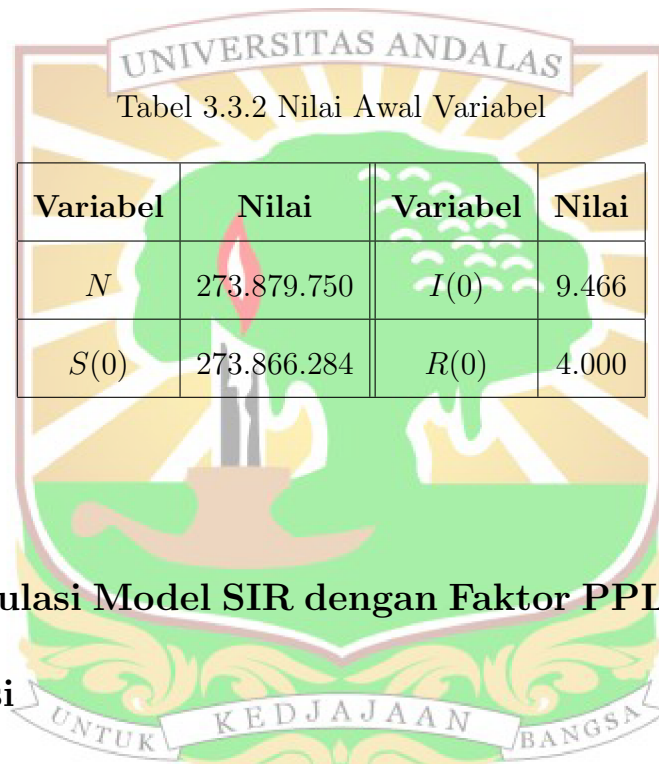 UNIVERSITAS ANDALAS
Tabel 3.3.2 Nilai Awal Variabel
Variabel Nilai Variabel Nilai
N 273.879.750 I(0) 9.466
S(0) 273.866.284 R(0) 4.000
ulasi Model SIR dengan Faktor PPL
si
UNTUK KEDJAJAAN BANGSA